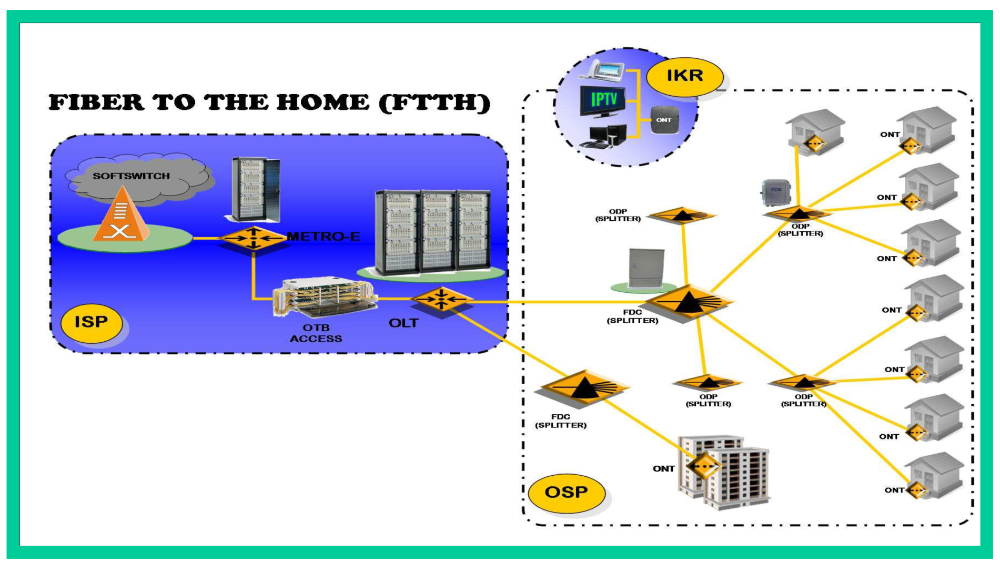 FIBER TO THE HOME (FTTH)
SOFTSWITCH
METRO-E
ISP
OTB
ACCESS
OLT
IKR
IPTV
ONT
ODP
(SPLITTER)
FDB
ODP
(SPLITTER)
FDC
(SPLITTER)
ODP
(SPLITTER)
ODP
(SPLITTER)
FDC
(SPLITTER)
ONT
OSP
ONT
ONT
ONT
ONT
ONT
ONT
ONT